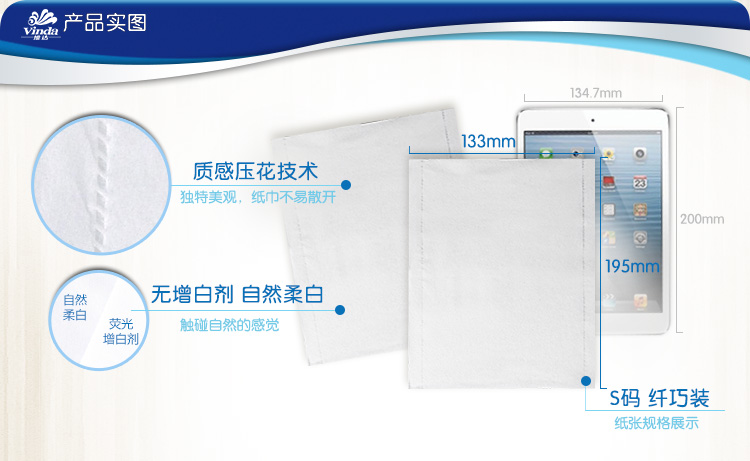 Vinda
维达
产品实图
134.7mm
133mm
质感压花技术
独特美观，纸巾不易散开
200mm
195mm
无增白剂 自然柔白
触碰自然的感觉
自然
柔白
荧光
增白剂
S码 纤巧装
纸张规格展示